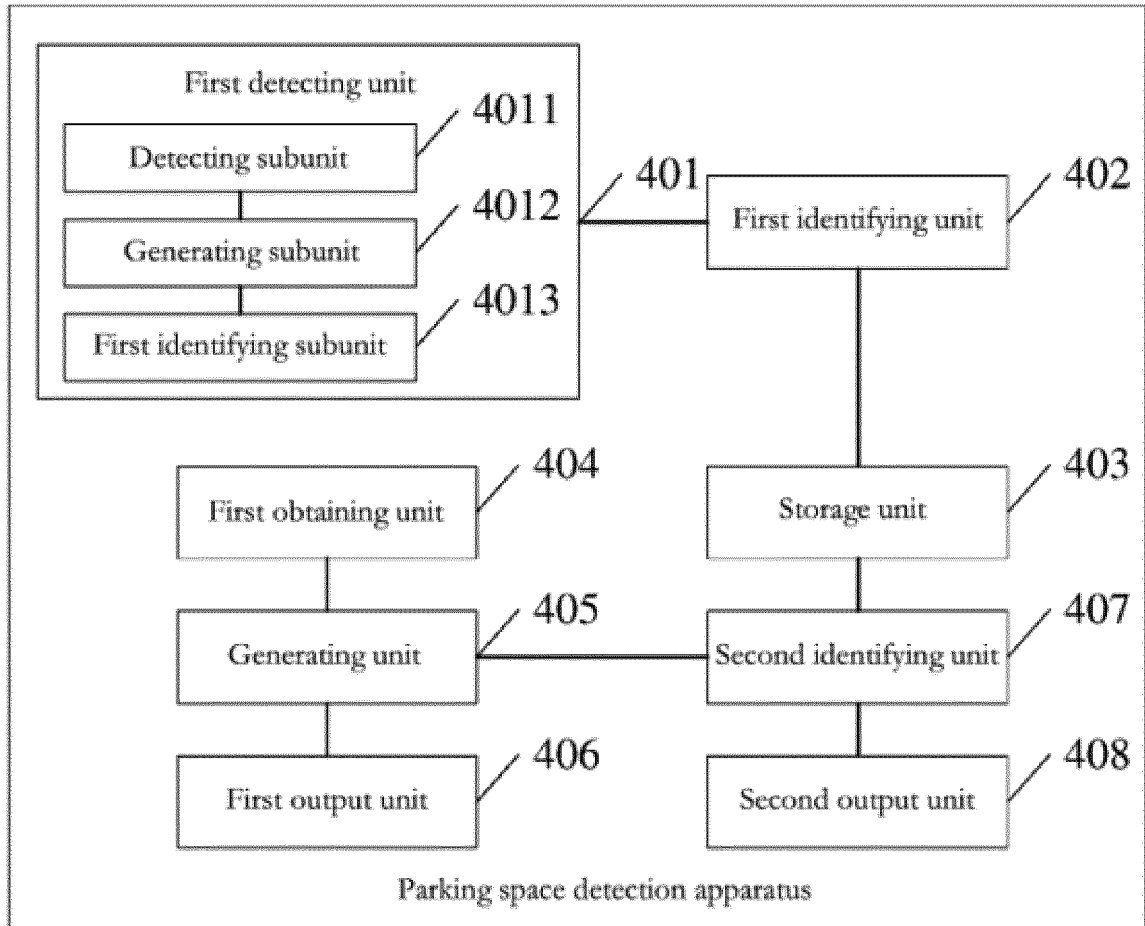 First detecting unit
4011
Detecting subunit
401
402
4012
First identifying unit
Generating subunit
4013
First identifying subunit
404
403
First obtaining unit
Storage unit
405
407
Generating unit
Second identifying unit
406
408
First output unit
Second output unit
Parking space detection apparatus